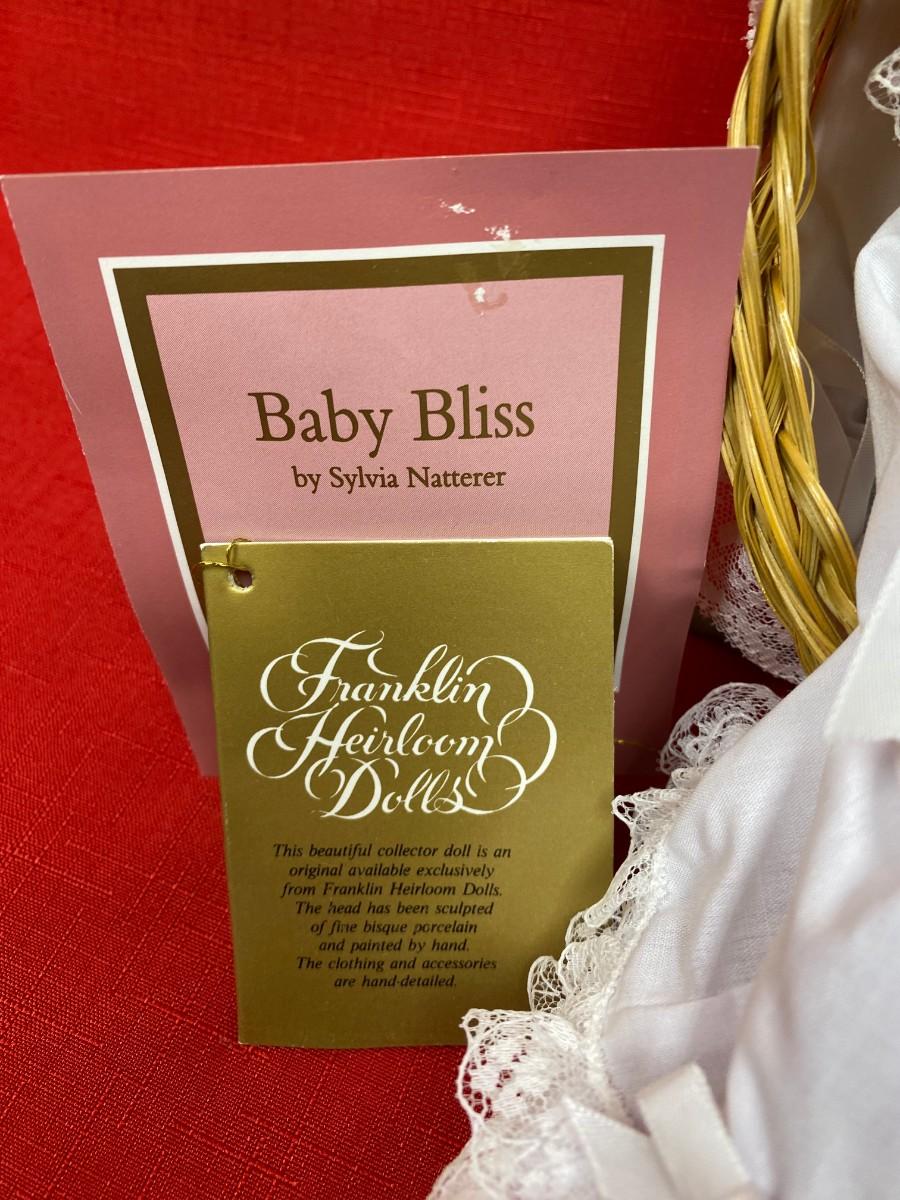 Baby Bliss
by Sylvia Natterer
Franklin
Heirloom
Dolls
This beautiful collector doll is an
original available exclusively
from Franklin Heirloom Dolls.
The head has been sculpted
of fine bisque porcelain
and painted by hand.
The clothing and accessories
are hand-detailed.